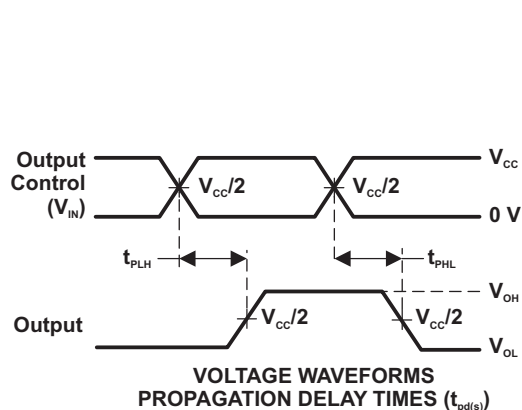 Output
Control
(V_IN)
V_CC/2
V_CC/2
V_CC
0 V
t_PLH
t_PHL
Output
V_CC/2
V_CC/2
V_OH
V_OL
VOLTAGE WAVEFORMS
PROPAGATION DELAY TIMES (t_pd(s))